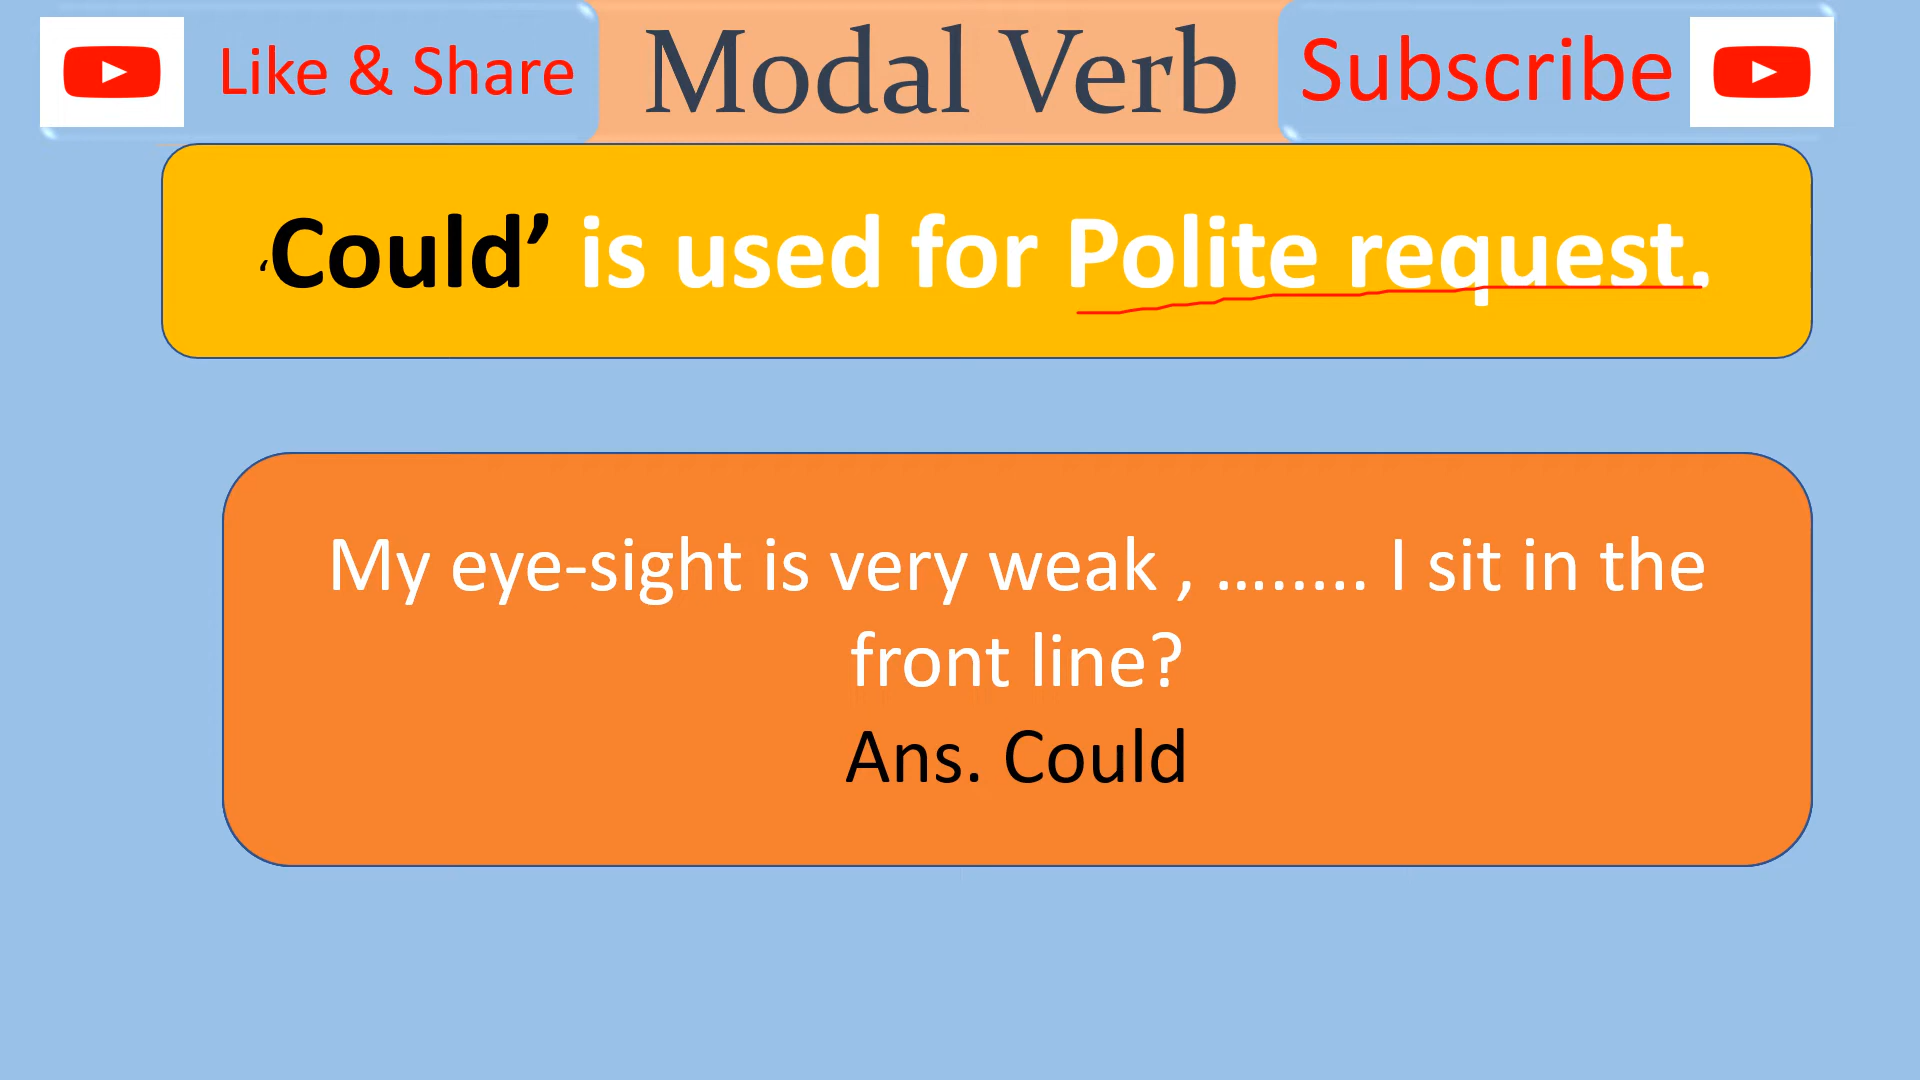 Like & Share
Modal Verb
Subscribe
‘Could’ is used for Polite request.
My eye-sight is very weak , ........ I sit in the
front line?
Ans. Could